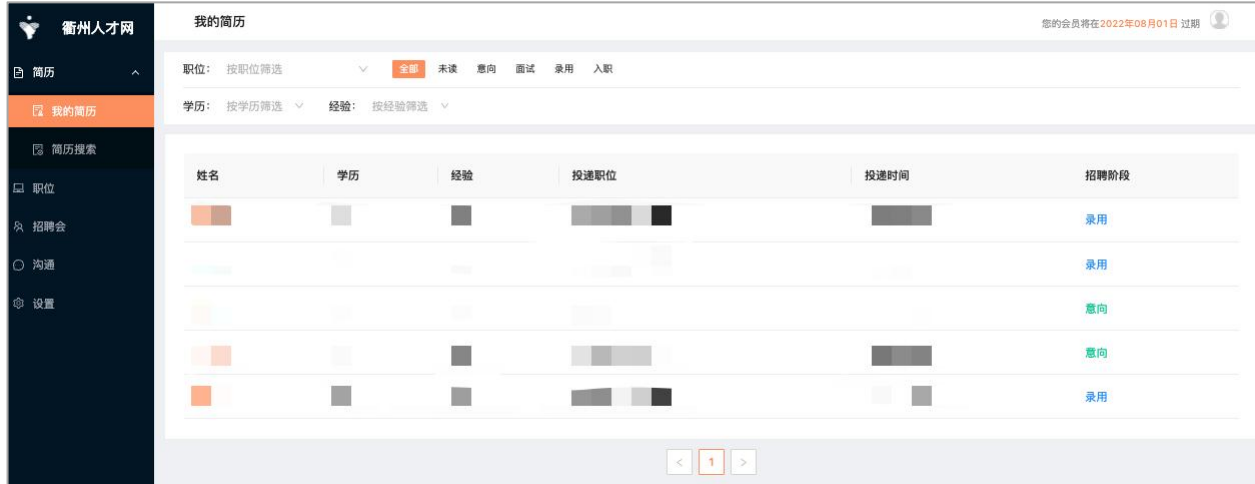 衢州人才网
我的简历
您的会员将在2022年08月01日 过期
简历
我的简历
简历搜索
职位
招聘会
沟通
设置
职位: 按职位筛选 全部 未读 意向 面试 录用 入职
学历: 按学历筛选 经验: 按经验筛选
姓名 学历 经验 投递职位 投递时间 招聘阶段
录用
录用
意向
意向
录用
< 1 >